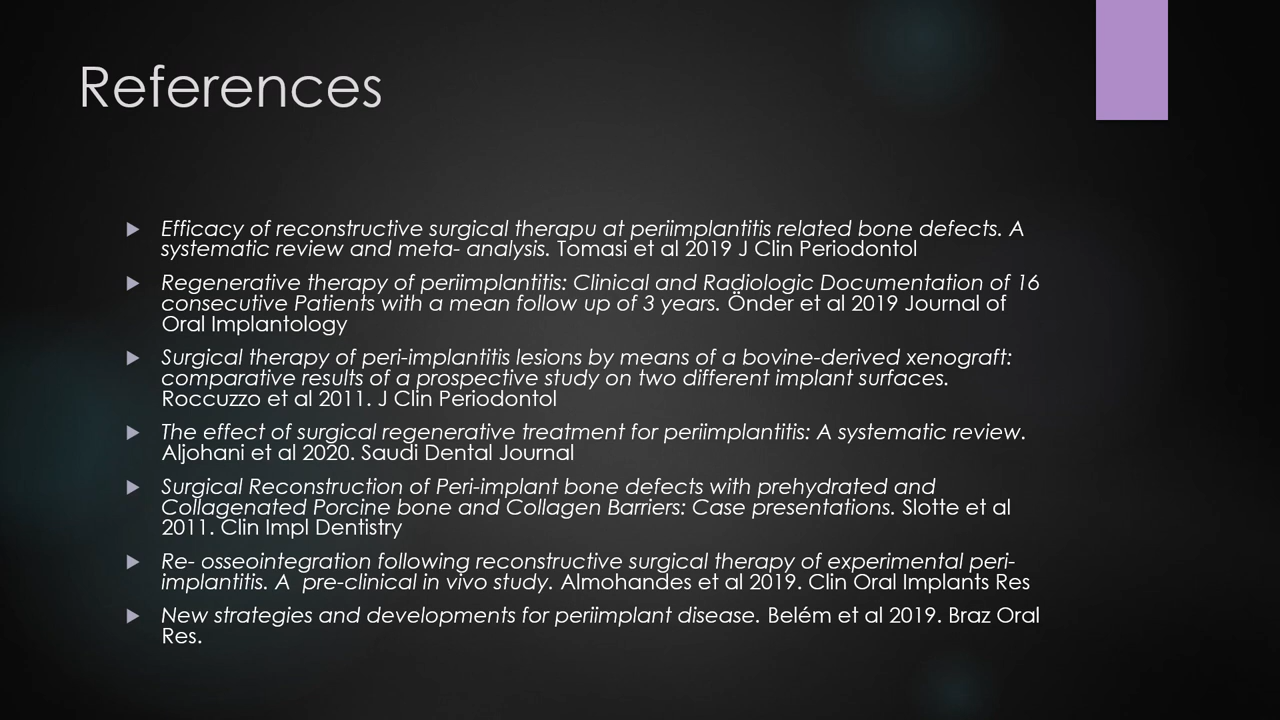 References
Efficacy of reconstructive surgical therapu at periimplantitis related bone defects. A
systematic review and meta- analysis. Tomasi et al 2019 J Clin Periodontol
Regenerative therapy of periimplantitis: Clinical and Radiologic Documentation of 16
consecutive Patients with a mean follow up of 3 years. Önder et al 2019 Journal of
Oral Implantology
Surgical therapy of peri-implantitis lesions by means of a bovine-derived xenograft:
comparative results of a prospective study on two different implant surfaces.
Roccuzzo et al 2011. J Clin Periodontol
The effect of surgical regenerative treatment for periimplantitis: A systematic review.
Aljohani et al 2020. Saudi Dental Journal
Surgical Reconstruction of Peri-implant bone defects with prehydrated and
Collagenated Porcine bone and Collagen Barriers: Case presentations. Slotte et al
2011. Clin Impl Dentistry
Re- osseointegration following reconstructive surgical therapy of experimental peri-
implantitis. A  pre-clinical in vivo study. Almohandes et al 2019. Clin Oral Implants Res
New strategies and developments for periimplant disease. Belém et al 2019. Braz Oral
Res.